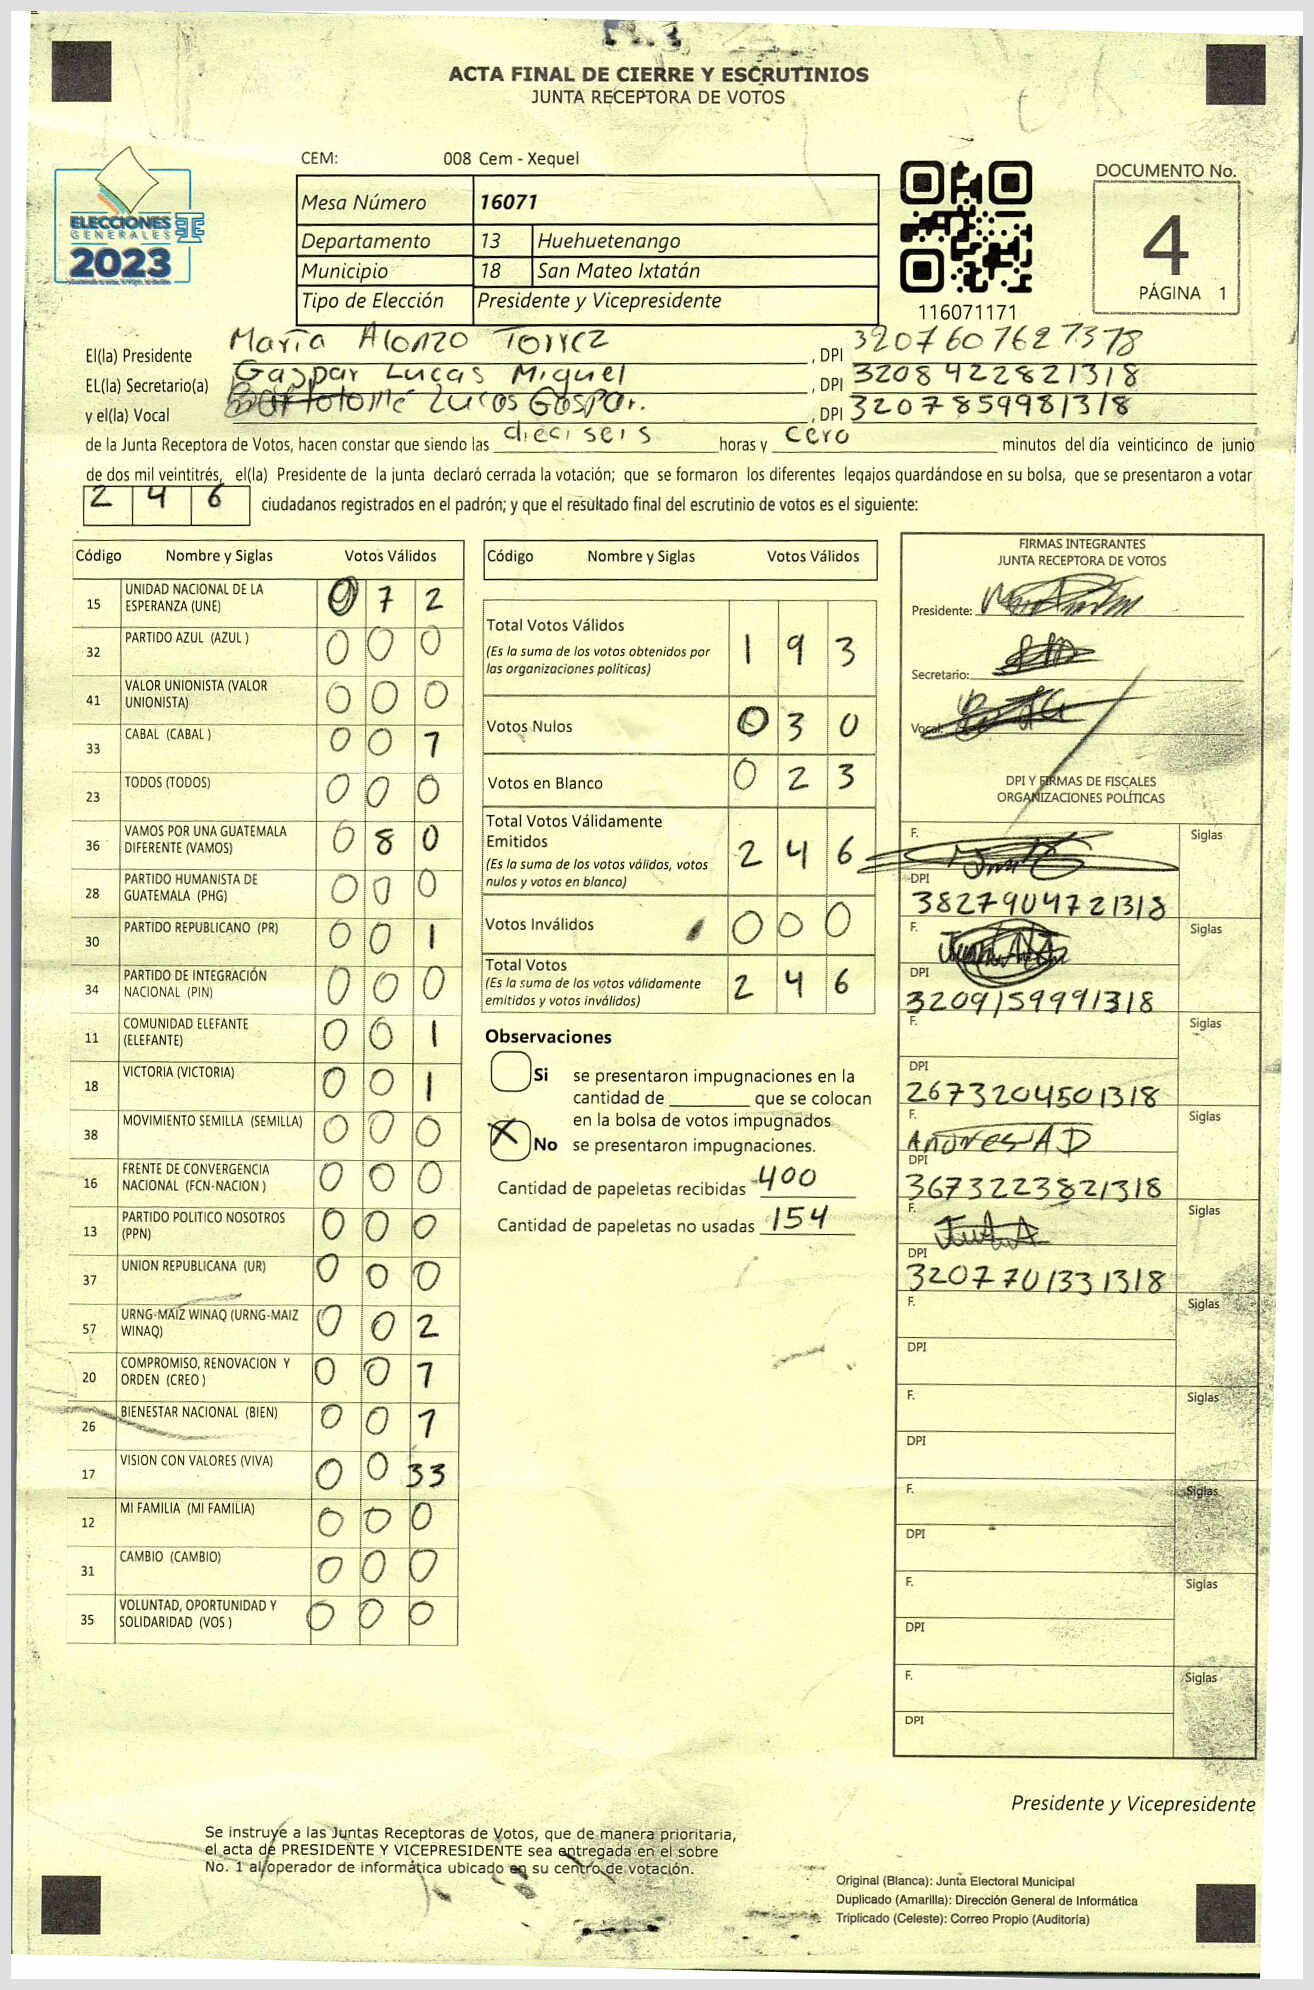 ACTA FINAL DE CIERRE Y ESCRUTINIOS
JUNTA RECEPTORA DE VOTOS
CEM: 008 Cem - Xequel
ELECCIONES
GENERALES
2023
Mesa Número 16071
Departamento 13 Huehuetenango
Municipio 18 San Mateo Ixtatán
Tipo de Elección Presidente y Vicepresidente
116071171
DOCUMENTO No.
4
PÁGINA 1
El(la) Presidente María Alonzo Torrez, DPI 3207607627378
EL(la) Secretario(a) Gaspar Lucas Miguel, DPI 3208422821318
y el(la) Vocal Bartolomé Lucas Gaspar., DPI 3207859981318
de la Junta Receptora de Votos, hacen constar que siendo las dieciseis horas y cero minutos del día veinticinco de junio
de dos mil veintitrés, el(la) Presidente de la junta declaró cerrada la votación; que se formaron los diferentes legajos guardándose en su bolsa, que se presentaron a votar
2 4 6 ciudadanos registrados en el padrón; y que el resultado final del escrutinio de votos es el siguiente:
Código Nombre y Siglas Votos Válidos
15 UNIDAD NACIONAL DE LA ESPERANZA (UNE) 0 7 2
32 PARTIDO AZUL (AZUL ) 0 0 0
41 VALOR UNIONISTA (VALOR UNIONISTA) 0 0 0
33 CABAL (CABAL ) 0 0 7
23 TODOS (TODOS) 0 0 0
36 VAMOS POR UNA GUATEMALA DIFERENTE (VAMOS) 0 8 0
28 PARTIDO HUMANISTA DE GUATEMALA (PHG) 0 0 0
30 PARTIDO REPUBLICANO (PR) 0 0 1
34 PARTIDO DE INTEGRACIÓN NACIONAL (PIN) 0 0 0
11 COMUNIDAD ELEFANTE (ELEFANTE) 0 0 1
18 VICTORIA (VICTORIA) 0 0 1
38 MOVIMIENTO SEMILLA (SEMILLA) 0 0 0
16 FRENTE DE CONVERGENCIA NACIONAL (FCN-NACION ) 0 0 0
13 PARTIDO POLITICO NOSOTROS (PPN) 0 0 0
37 UNION REPUBLICANA (UR) 0 0 0
57 URNG-MAIZ WINAQ (URNG-MAIZ WINAQ) 0 0 2
20 COMPROMISO, RENOVACION Y ORDEN (CREO ) 0 0 7
26 BIENESTAR NACIONAL (BIEN) 0 0 7
17 VISION CON VALORES (VIVA) 0 0 33
12 MI FAMILIA (MI FAMILIA) 0 0 0
31 CAMBIO (CAMBIO) 0 0 0
35 VOLUNTAD, OPORTUNIDAD Y SOLIDARIDAD (VOS ) 0 0 0
Código Nombre y Siglas Votos Válidos
Total Votos Válidos 1 9 3
(Es la suma de los votos obtenidos por
las organizaciones políticas)
Votos Nulos 0 3 0
Votos en Blanco 0 2 3
Total Votos Válidamente
Emitidos 2 4 6
(Es la suma de los votos válidos, votos
nulos y votos en blanco)
Votos Inválidos 0 0 0
Total Votos 2 4 6
(Es la suma de los votos válidamente
emitidos y votos inválidos)
Observaciones
Si se presentaron impugnaciones en la
cantidad de ________ que se colocan
en la bolsa de votos impugnados
X No se presentaron impugnaciones.
Cantidad de papeletas recibidas 400
Cantidad de papeletas no usadas 154
FIRMAS INTEGRANTES
JUNTA RECEPTORA DE VOTOS
Presidente:
Secretario:
Vocal:
DPI Y FIRMAS DE FISCALES
ORGANIZACIONES POLÍTICAS
F. Siglas
DPI
3827904721318
F. Siglas
DPI
3209159991318
F. Siglas
DPI
2673204501318
F. Andres A D Siglas
DPI
3673223821318
F. Siglas
DPI
3207701331318
F. Siglas
DPI
F. Siglas
DPI
F. Siglas
DPI
F. Siglas
DPI
F. Siglas
DPI
Presidente y Vicepresidente
Se instruye a las Juntas Receptoras de Votos, que de manera prioritaria,
el acta de PRESIDENTE Y VICEPRESIDENTE sea entregada en el sobre
No. 1 al operador de informática ubicado en su centro de votación.
Original (Blanca): Junta Electoral Municipal
Duplicado (Amarilla): Dirección General de Informática
Triplicado (Celeste): Correo Propio (Auditoría)